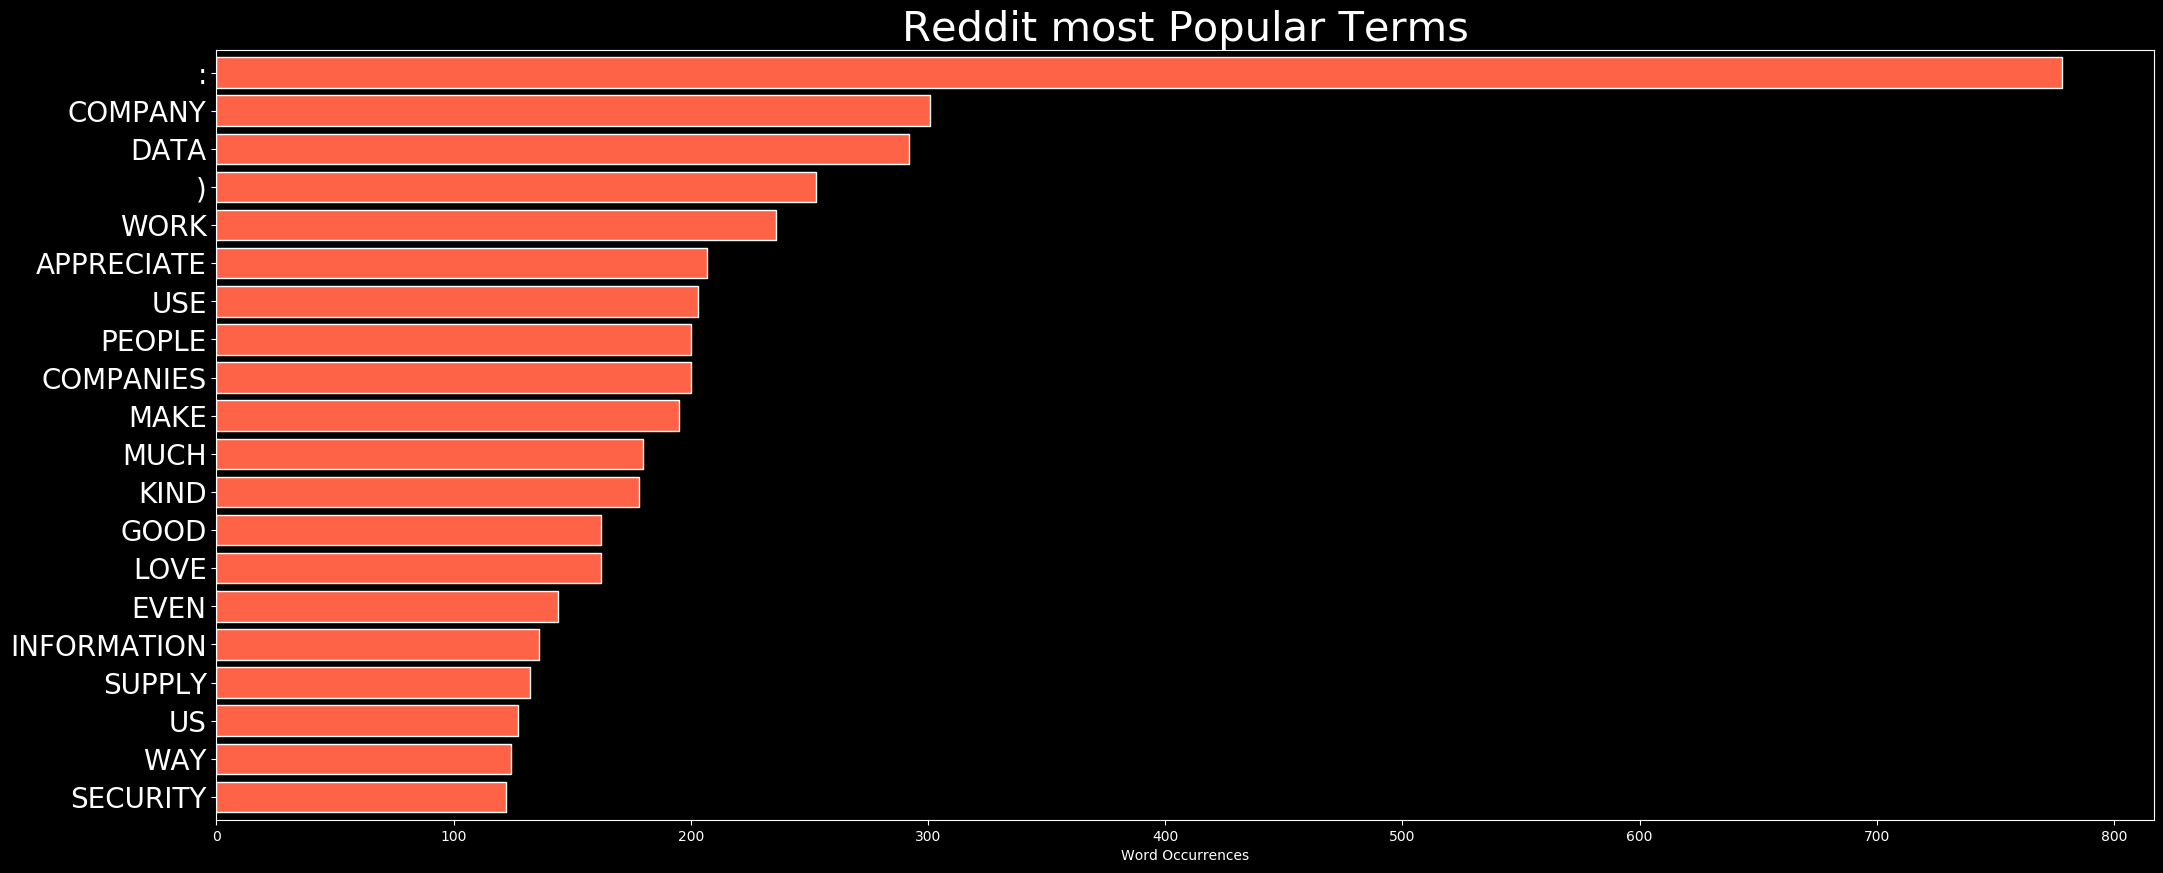 Reddit most Popular Terms
:
COMPANY
DATA
)
WORK
APPRECIATE
USE
PEOPLE
COMPANIES
MAKE
MUCH
KIND
GOOD
LOVE
EVEN
INFORMATION
SUPPLY
US
WAY
SECURITY
0 100 200 300 400 500 600 700 800
Word Occurrences